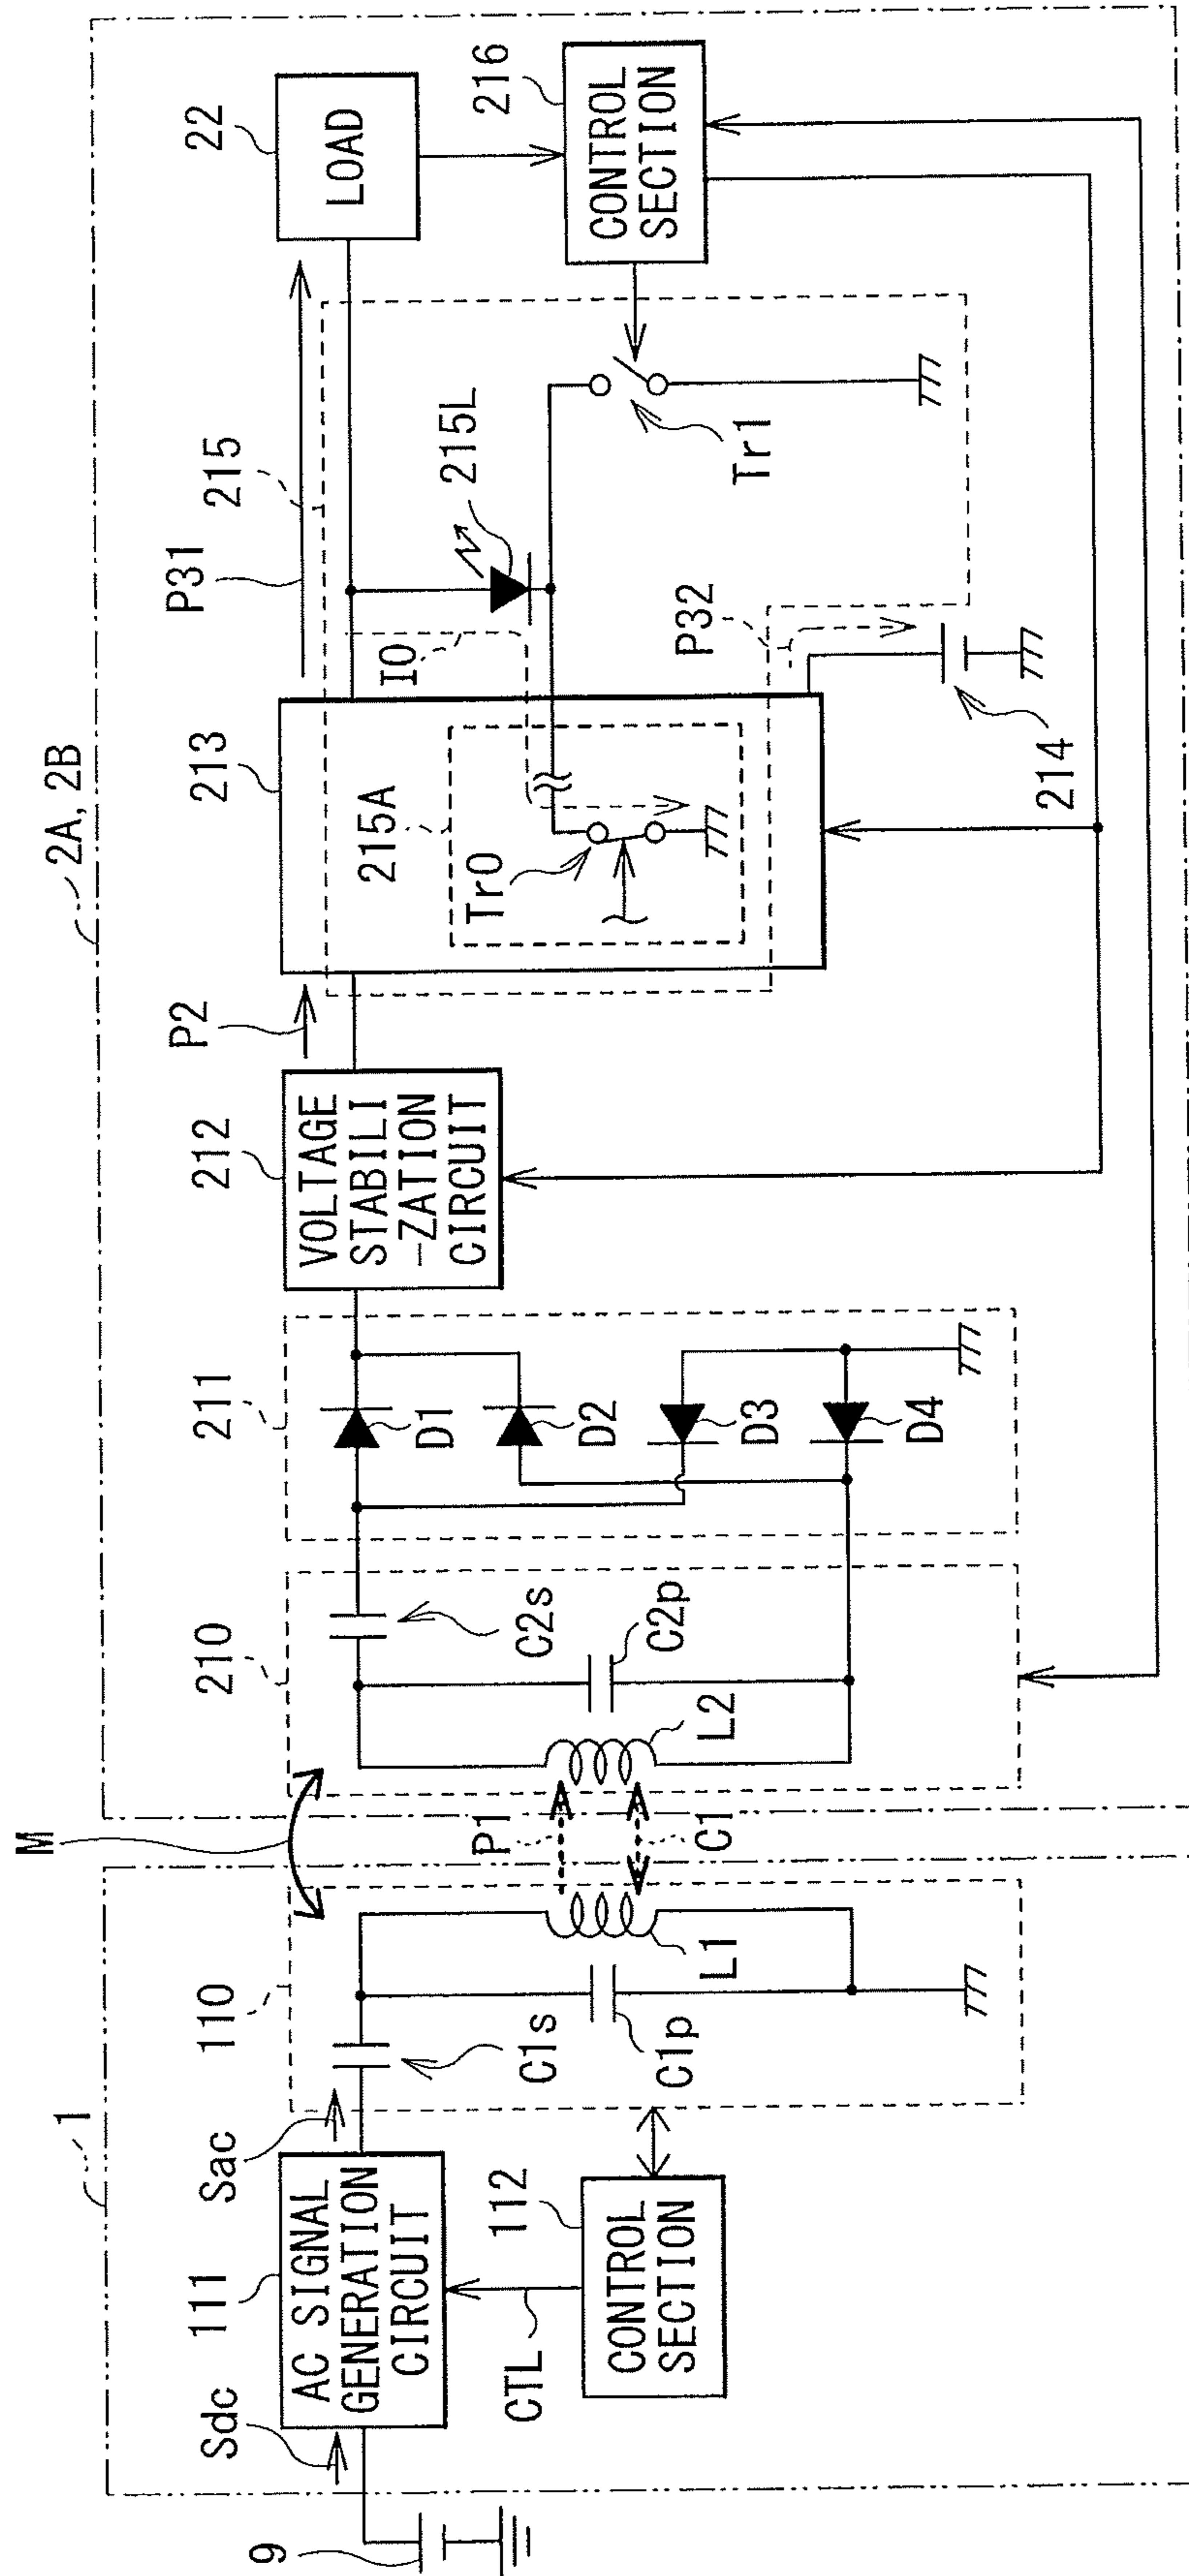 1
M
2A, 2B
9
Sdc
111
AC SIGNAL
GENERATION
CIRCUIT
Sac
CTL
112
CONTROL
SECTION
110
C1s
C1p
L1
P1
C1
210
L2
C2p
C2s
211
D1
D2
D3
D4
212
VOLTAGE
STABILI
-ZATION
CIRCUIT
P2
213
215A
Tr0
I0
P31
215
215L
P32
214
Tr1
22
LOAD
216
CONTROL
SECTION